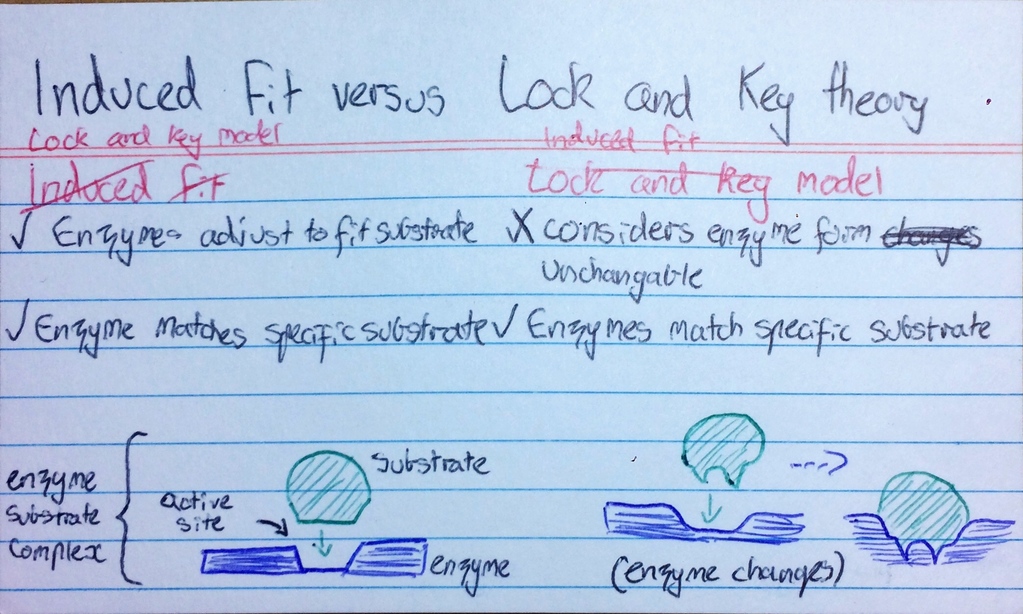 Induced Fit versus Lock and Key theory
Lock and key model Induced fit
Induced fit Lock and Key model
✓ Enzymes adjust to fit substrate X considers enzyme form changes
Unchangable
✓ Enzyme matches specific substrate ✓ Enzymes match specific substrate
enzyme
substrate
complex
active
site
substrate
enzyme
(enzyme changes)